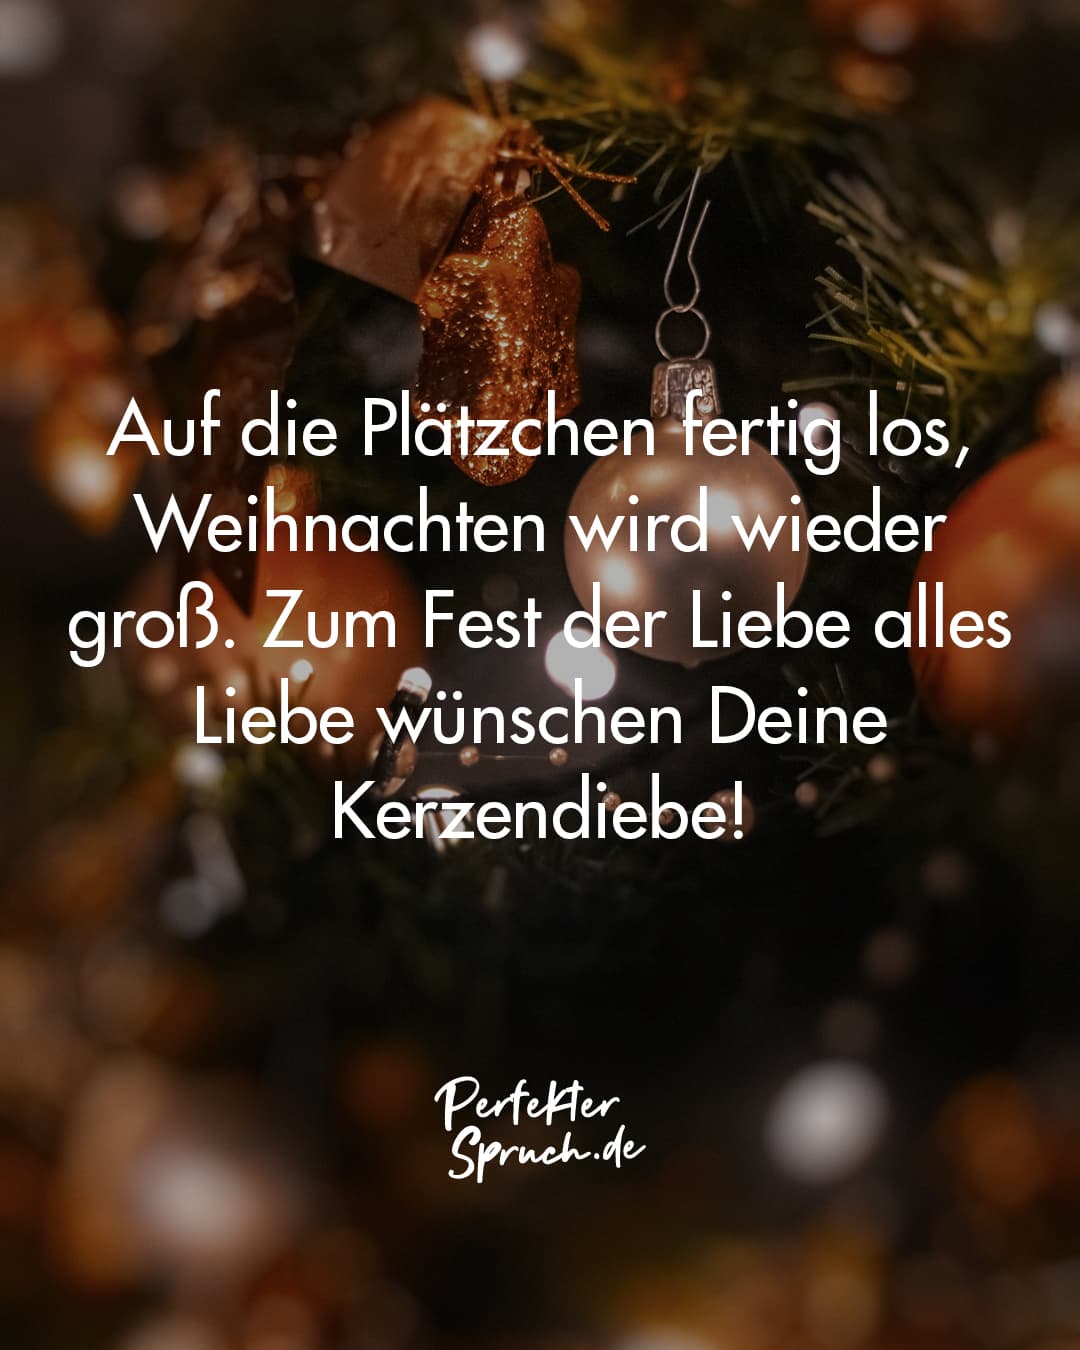 Auf die Plätzchen fertig los,
Weihnachten wird wieder
groß. Zum Fest der Liebe alles
Liebe wünschen Deine
Kerzendiebe!
Perfekter
Spruch.de